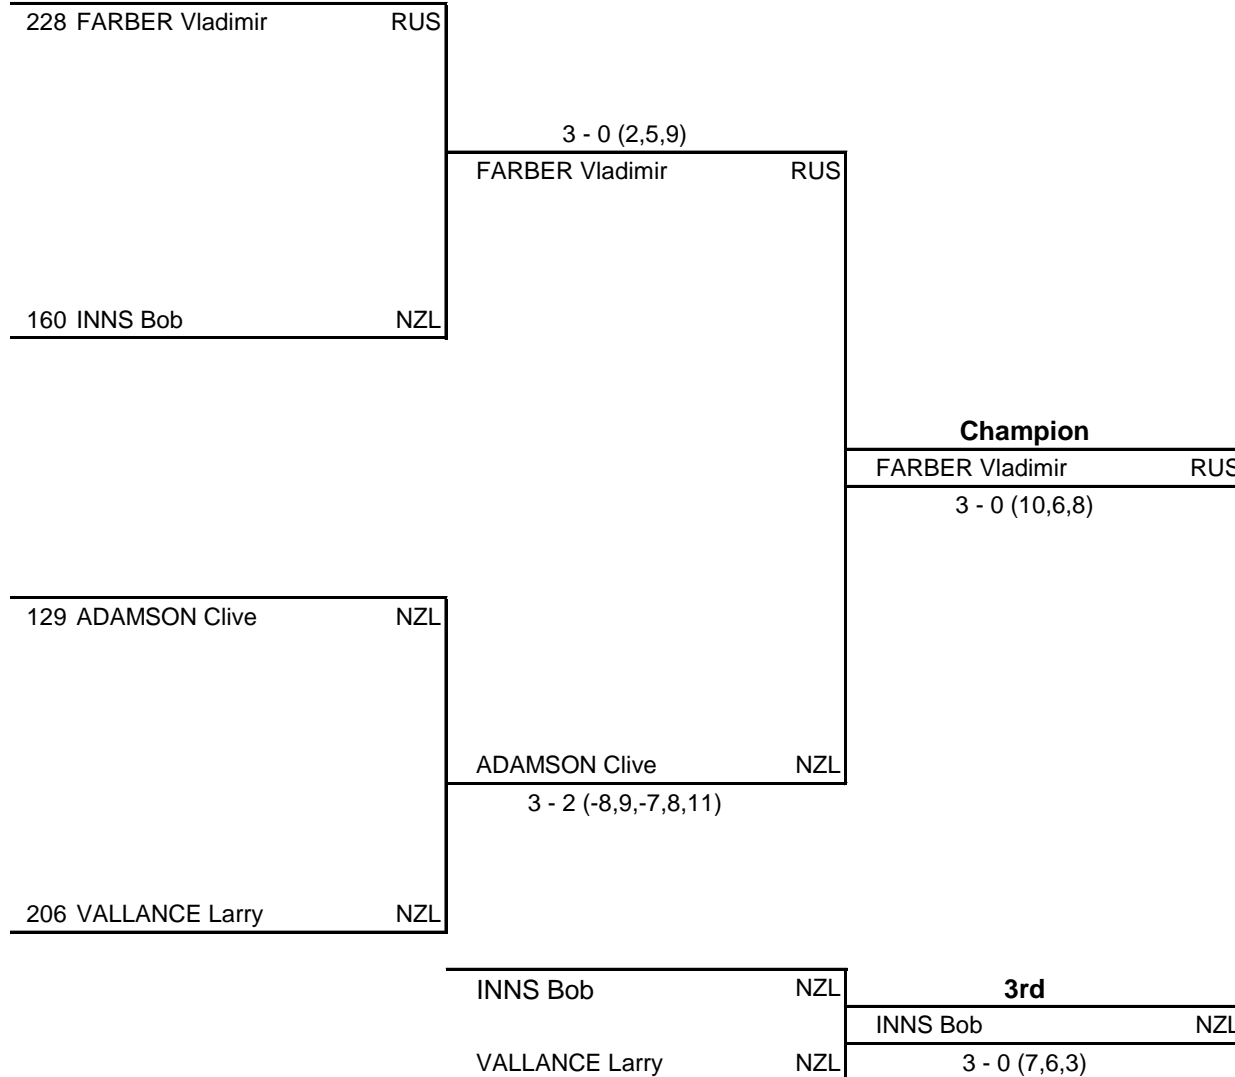 228 FARBER Vladimir RUS
3 - 0 (2,5,9)
FARBER Vladimir RUS
160 INNS Bob NZL
Champion
FARBER Vladimir RUS
3 - 0 (10,6,8)
129 ADAMSON Clive NZL
ADAMSON Clive NZL
3 - 2 (-8,9,-7,8,11)
206 VALLANCE Larry NZL
INNS Bob NZL
3rd
INNS Bob NZL
VALLANCE Larry NZL
3 - 0 (7,6,3)